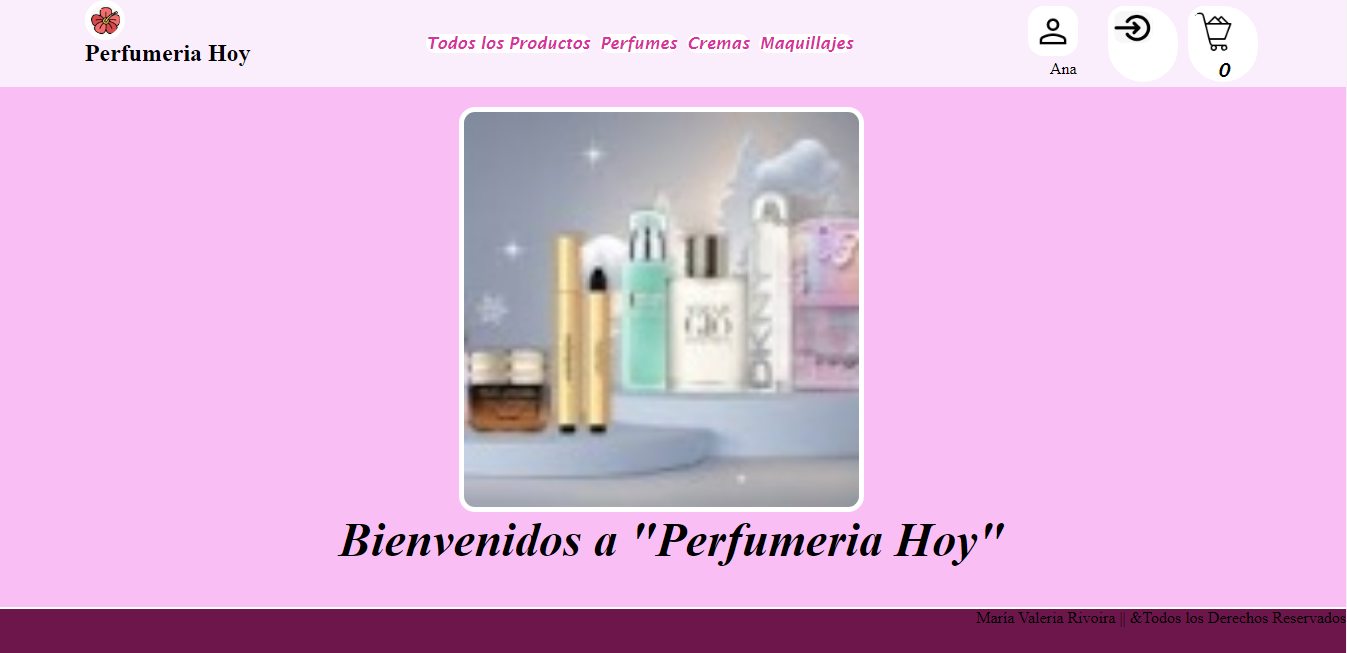 Perfumeria Hoy
Todos los Productos Perfumes Cremas Maquillajes
Ana
0
DKNY
GIO
Bienvenidos a "Perfumeria Hoy"
María Valeria Rivoira || &Todos los Derechos Reservados